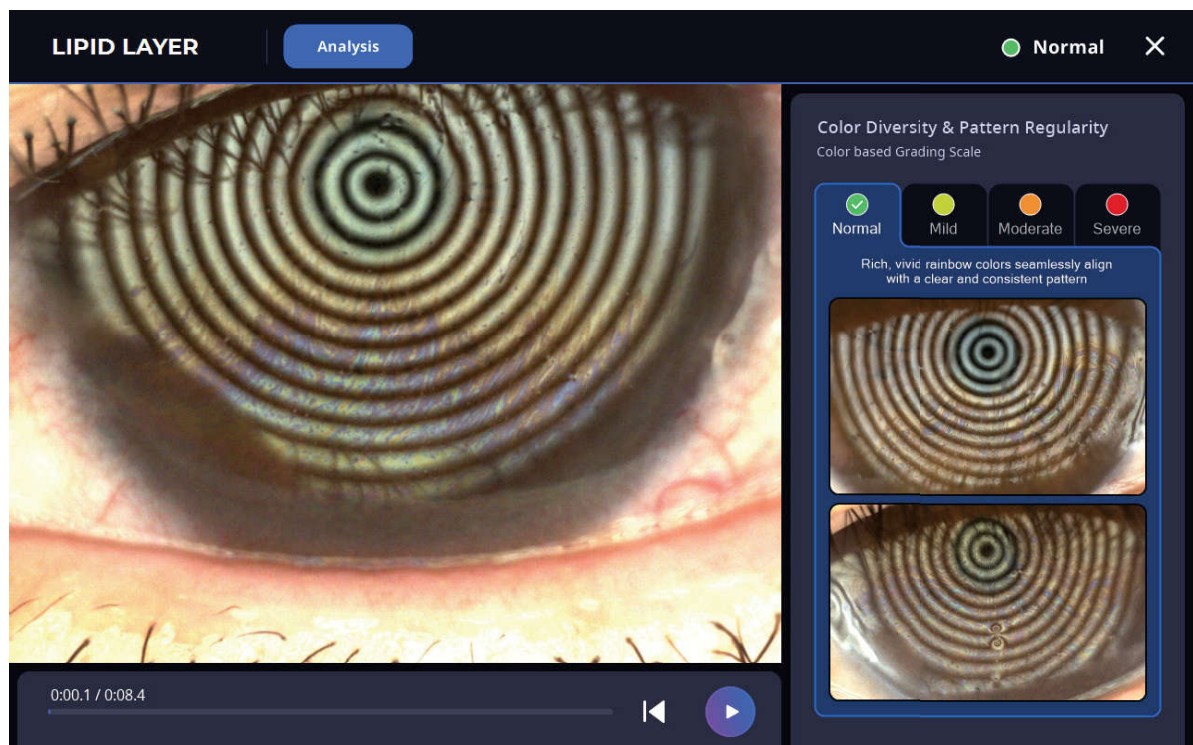 LIPID LAYER
Analysis
Normal
Color Diversity & Pattern Regularity
Color based Grading Scale
Normal
Mild
Moderate
Severe
Rich, vivid rainbow colors seamlessly align
with a clear and consistent pattern
0:00.1 / 0:08.4